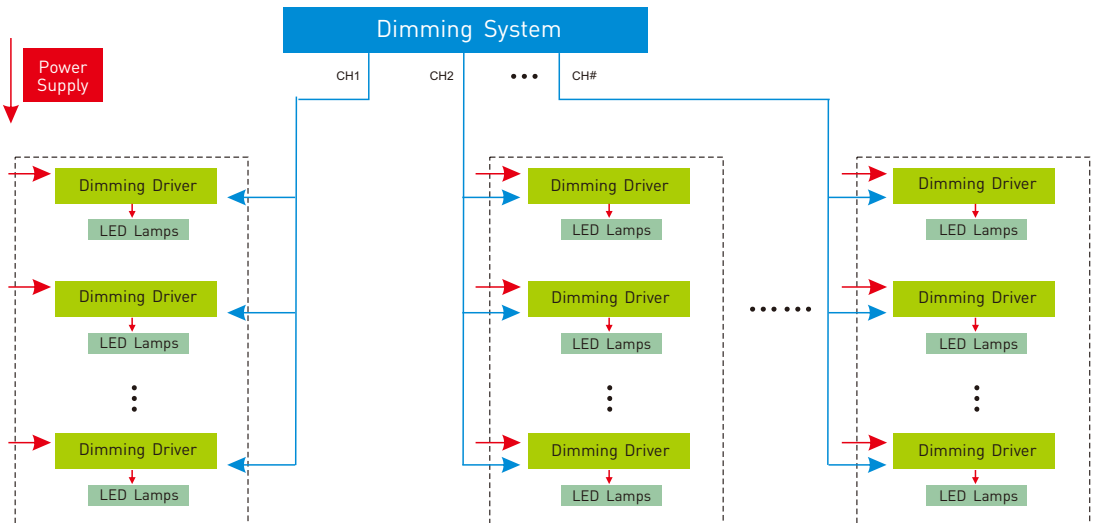 Dimming System
Power
Supply
CH1
CH2
CH#
Dimming Driver
Dimming Driver
Dimming Driver
LED Lamps
LED Lamps
LED Lamps
Dimming Driver
Dimming Driver
Dimming Driver
LED Lamps
LED Lamps
LED Lamps
Dimming Driver
Dimming Driver
Dimming Driver
LED Lamps
LED Lamps
LED Lamps